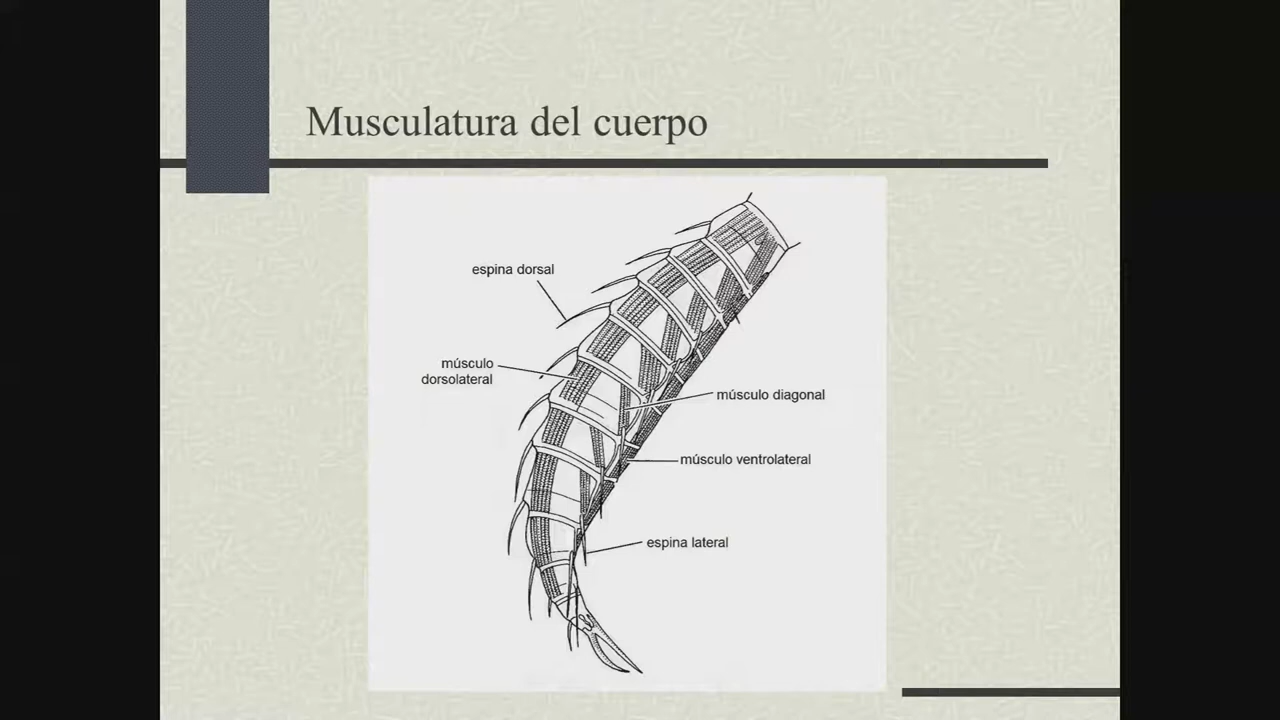 Musculatura del cuerpo
espina dorsal
músculo
dorsolateral
músculo diagonal
músculo ventrolateral
espina lateral